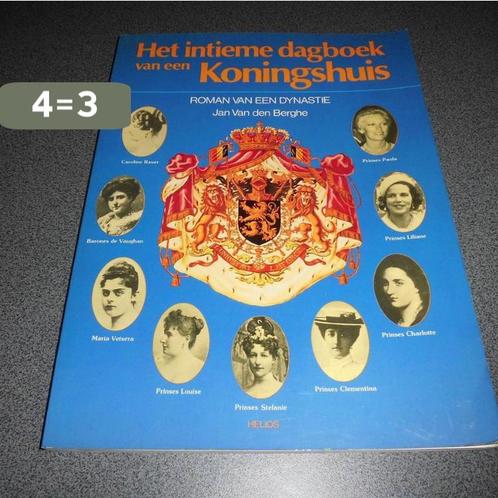 Het intieme dagboek
van een Koningshuis
ROMAN VAN EEN DYNASTIE
Jan Van den Berghe
4=3
Caroline Bauer
Prinses Paola
Barones de Vaughan
Prinses Liliane
Maria Vetsera
Prinses Charlotte
Prinses Louise
Prinses Stefanie
Prinses Clementina
HELIOS